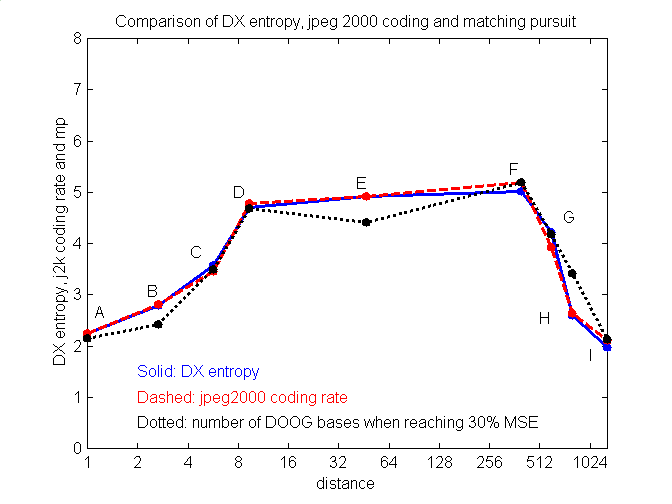 Comparison of DX entropy, jpeg 2000 coding and matching pursuit
DX entropy, j2k coding rate and mp
8
7
6
5
4
3
2
1
0
A
B
C
D
E
F
G
H
I
Solid: DX entropy
Dashed: jpeg2000 coding rate
Dotted: number of DOOG bases when reaching 30% MSE
1 2 4 8 16 32 64 128 256 512 1024
distance